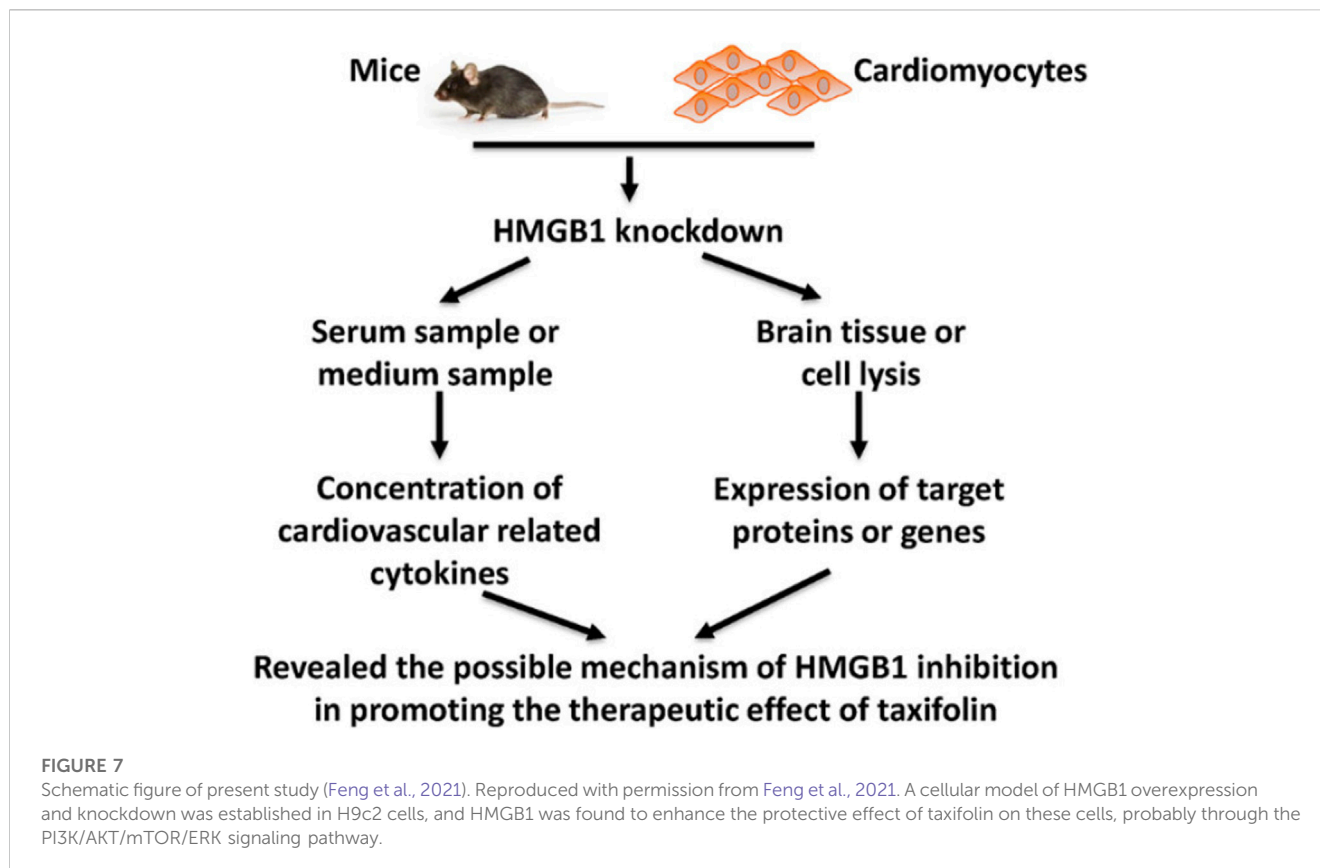 Mice
Cardiomyocytes
HMGB1 knockdown
Serum sample or
medium sample
Brain tissue or
cell lysis
Concentration of
cardiovascular related
cytokines
Expression of target
proteins or genes
Revealed the possible mechanism of HMGB1 inhibition
in promoting the therapeutic effect of taxifolin
FIGURE 7
Schematic figure of present study (Feng et al., 2021). Reproduced with permission from Feng et al., 2021. A cellular model of HMGB1 overexpression
and knockdown was established in H9c2 cells, and HMGB1 was found to enhance the protective effect of taxifolin on these cells, probably through the
PI3K/AKT/mTOR/ERK signaling pathway.